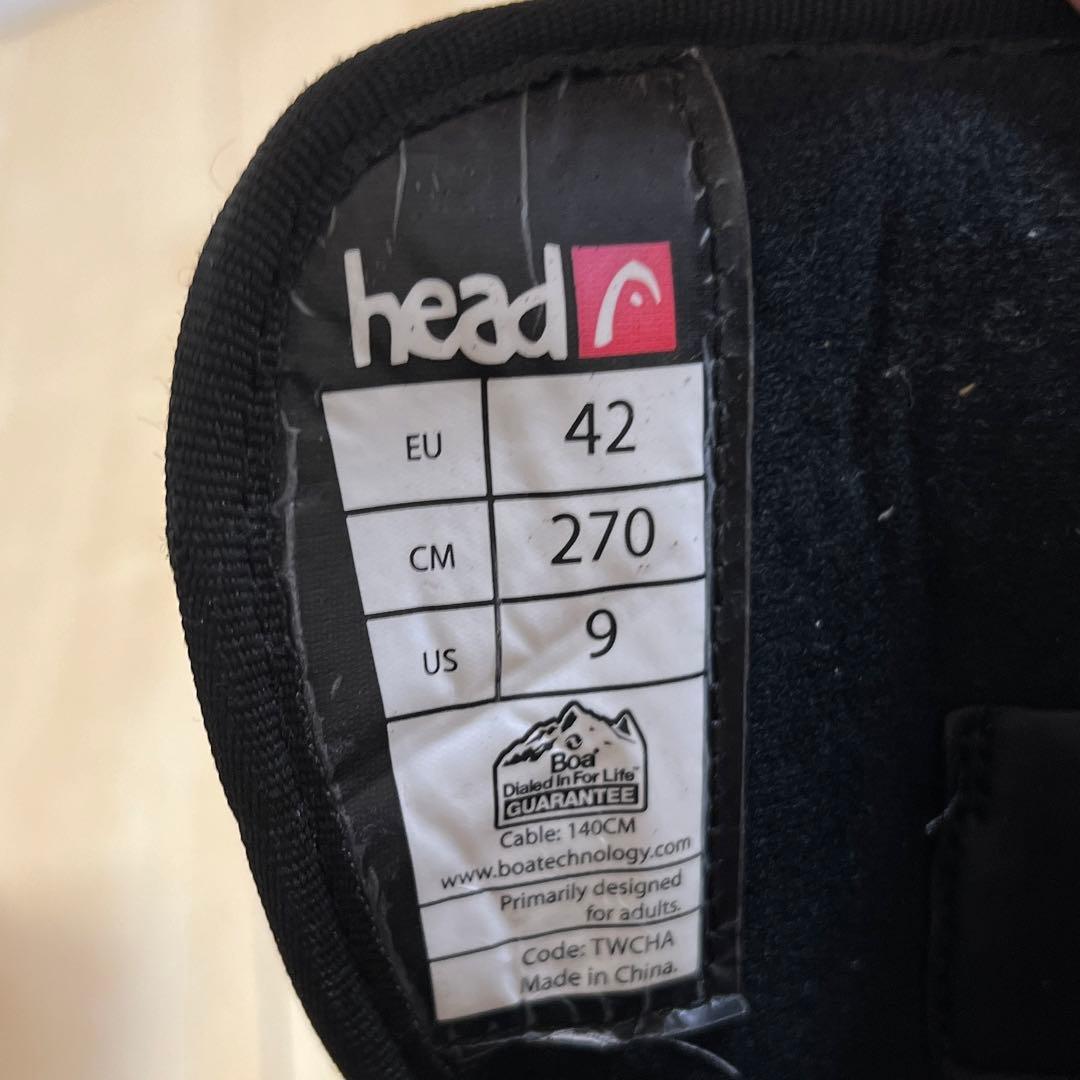 head
EU 42
CM 270
US 9
Boa
Dialed In For Life™
GUARANTEE
Cable: 140CM
www.boatechnology.com
Primarily designed
for adults.
Code: TWCHA
Made in China.